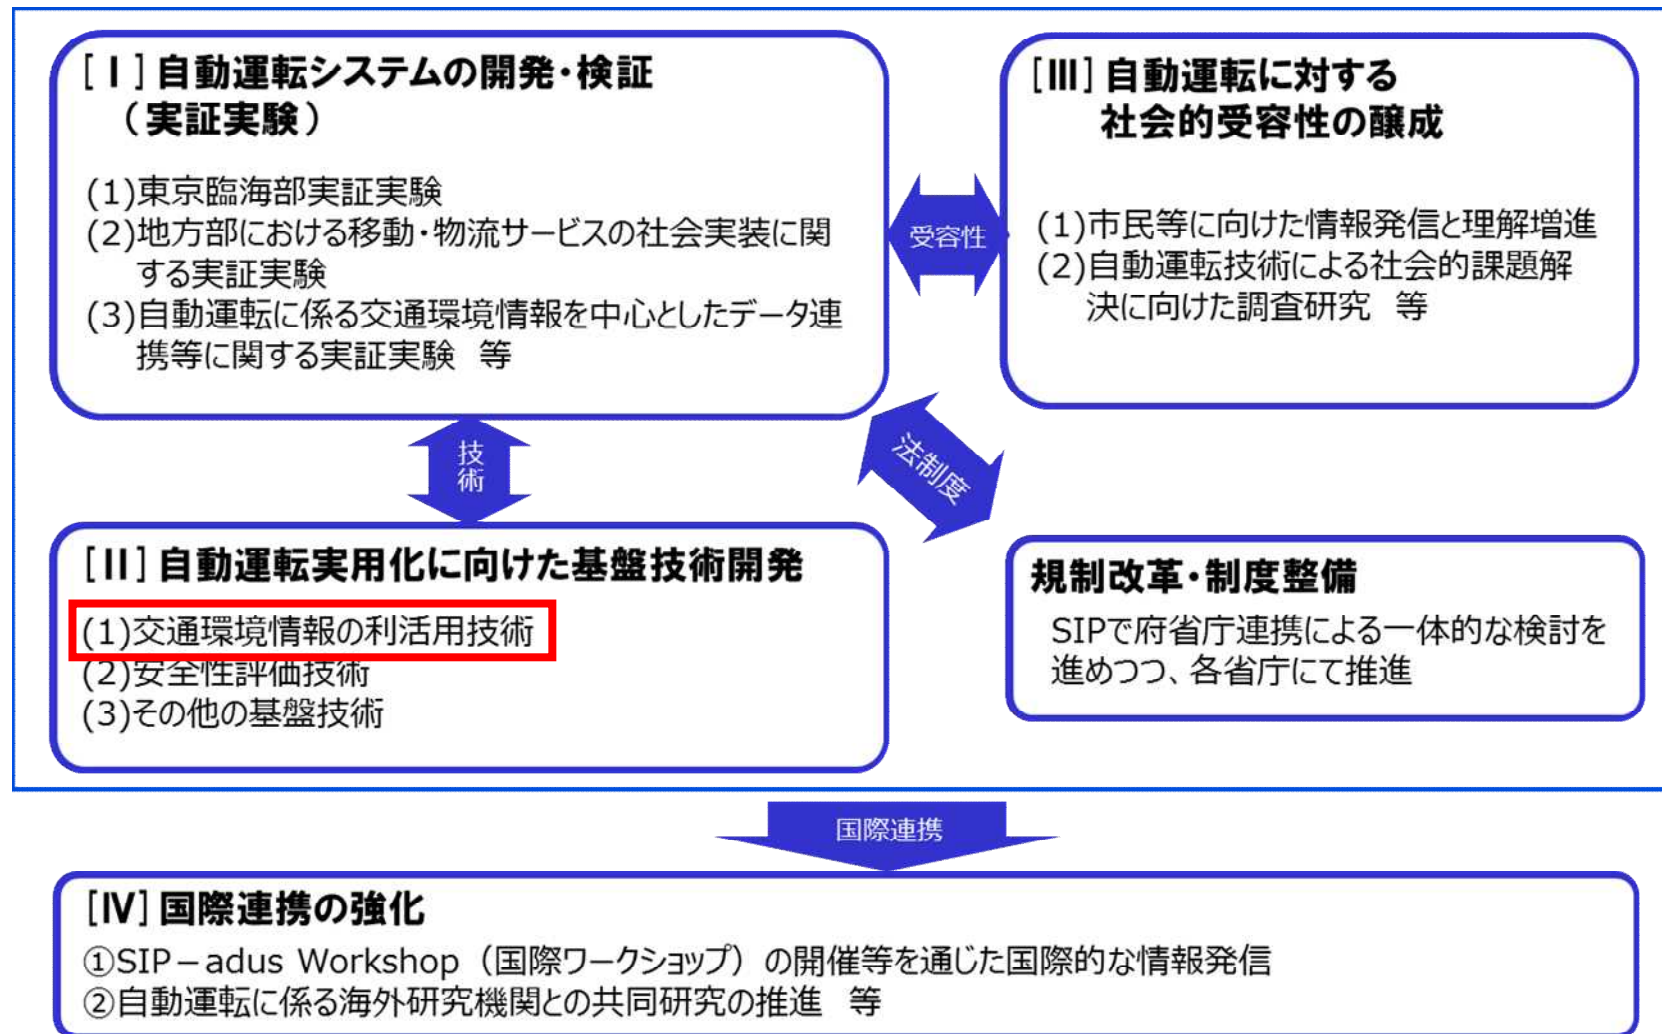 [Ⅰ]自動運転システムの開発・検証
（実証実験）
(1)東京臨海部実証実験
(2)地方部における移動・物流サービスの社会実装に関
する実証実験
(3)自動運転に係る交通環境情報を中心としたデータ連
携等に関する実証実験 等
受容性
[Ⅲ]自動運転に対する
社会的受容性の醸成
(1)市民等に向けた情報発信と理解増進
(2)自動運転技術による社会的課題解
決に向けた調査研究 等
技術
法制度
[Ⅱ]自動運転実用化に向けた基盤技術開発
(1)交通環境情報の利活用技術
(2)安全性評価技術
(3)その他の基盤技術
規制改革・制度整備
SIPで府省庁連携による一体的な検討を
進めつつ、各省庁にて推進
国際連携
[Ⅳ]国際連携の強化
①SIP－adus Workshop（国際ワークショップ）の開催等を通じた国際的な情報発信
②自動運転に係る海外研究機関との共同研究の推進 等